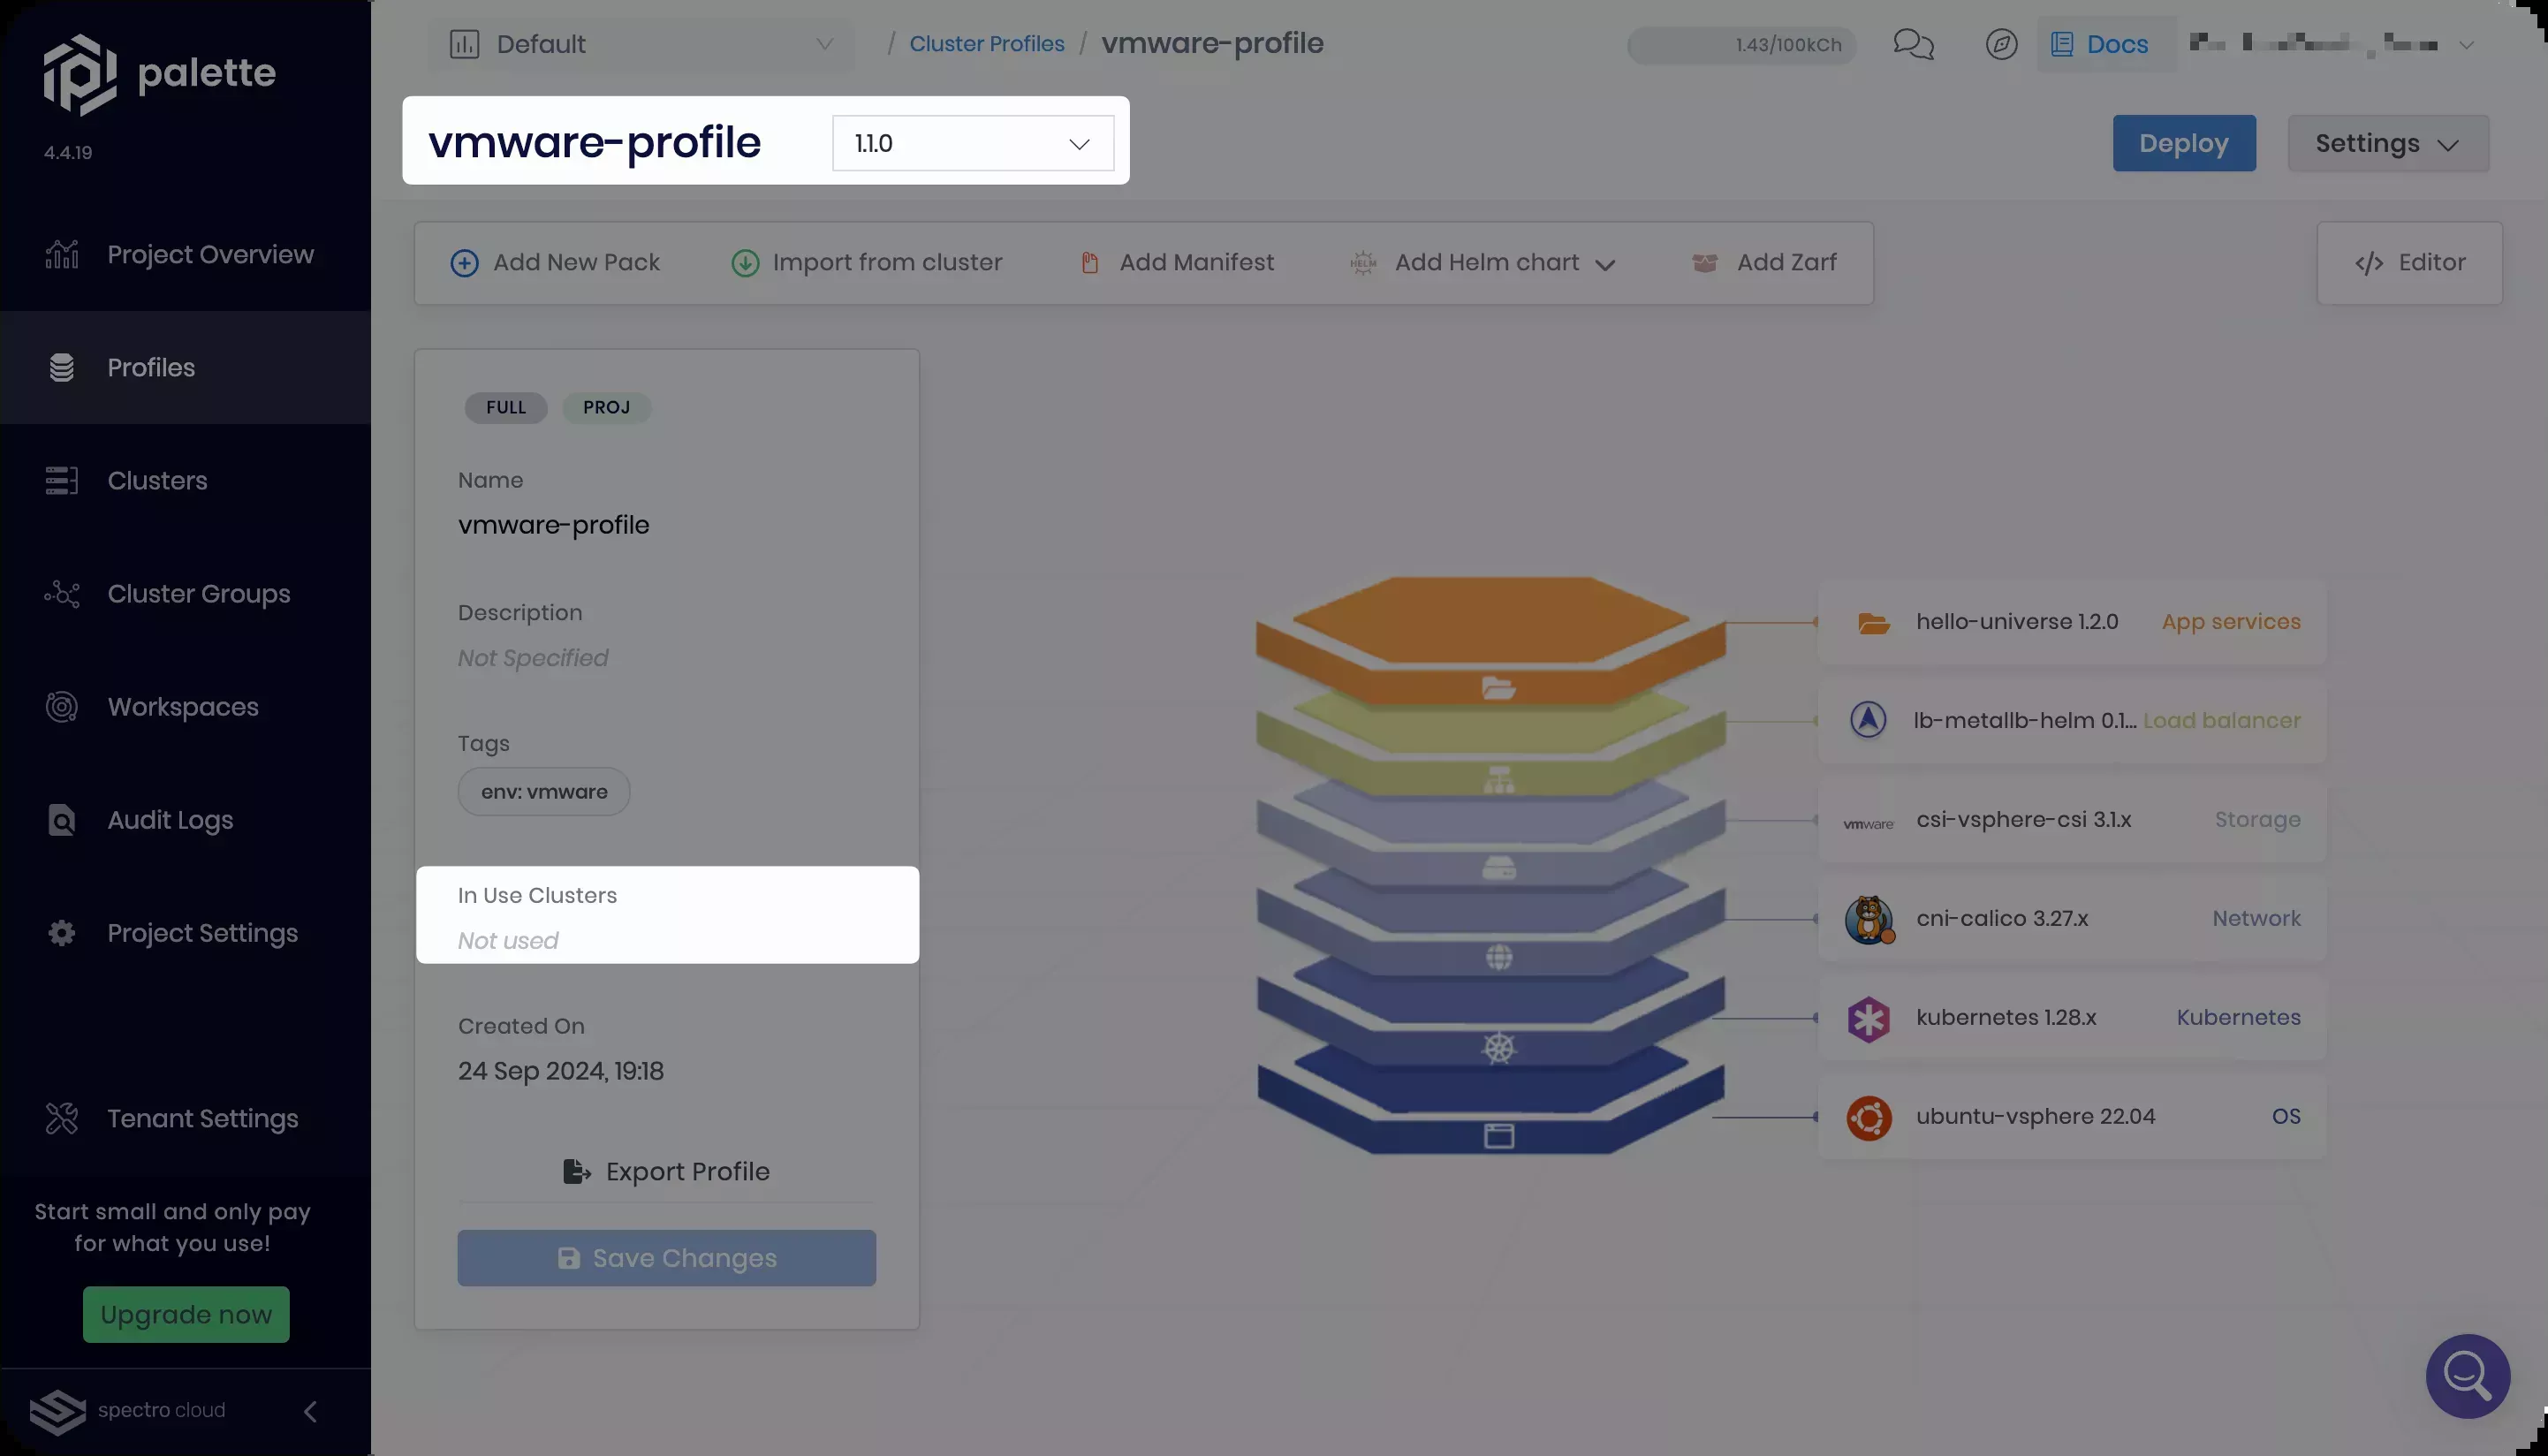 palette
4.4.19
Project Overview
Profiles
Clusters
Cluster Groups
Workspaces
Audit Logs
Project Settings
Tenant Settings
Start small and only pay
for what you use!
Upgrade now
spectro cloud
Default / Cluster Profiles / vmware-profile
1.43/100kCh
Docs
vmware-profile 1.1.0
Deploy
Settings
Add New Pack
Import from cluster
Add Manifest
HELM
Add Helm chart
Add Zarf
</> Editor
FULL PROJ
Name
vmware-profile
Description
Not Specified
Tags
env: vmware
In Use Clusters
Not used
Created On
24 Sep 2024, 19:18
Export Profile
Save Changes
hello-universe 1.2.0 App services
lb-metallb-helm 0.1... Load balancer
vmware csi-vsphere-csi 3.1.x Storage
cni-calico 3.27.x Network
kubernetes 1.28.x Kubernetes
ubuntu-vsphere 22.04 OS